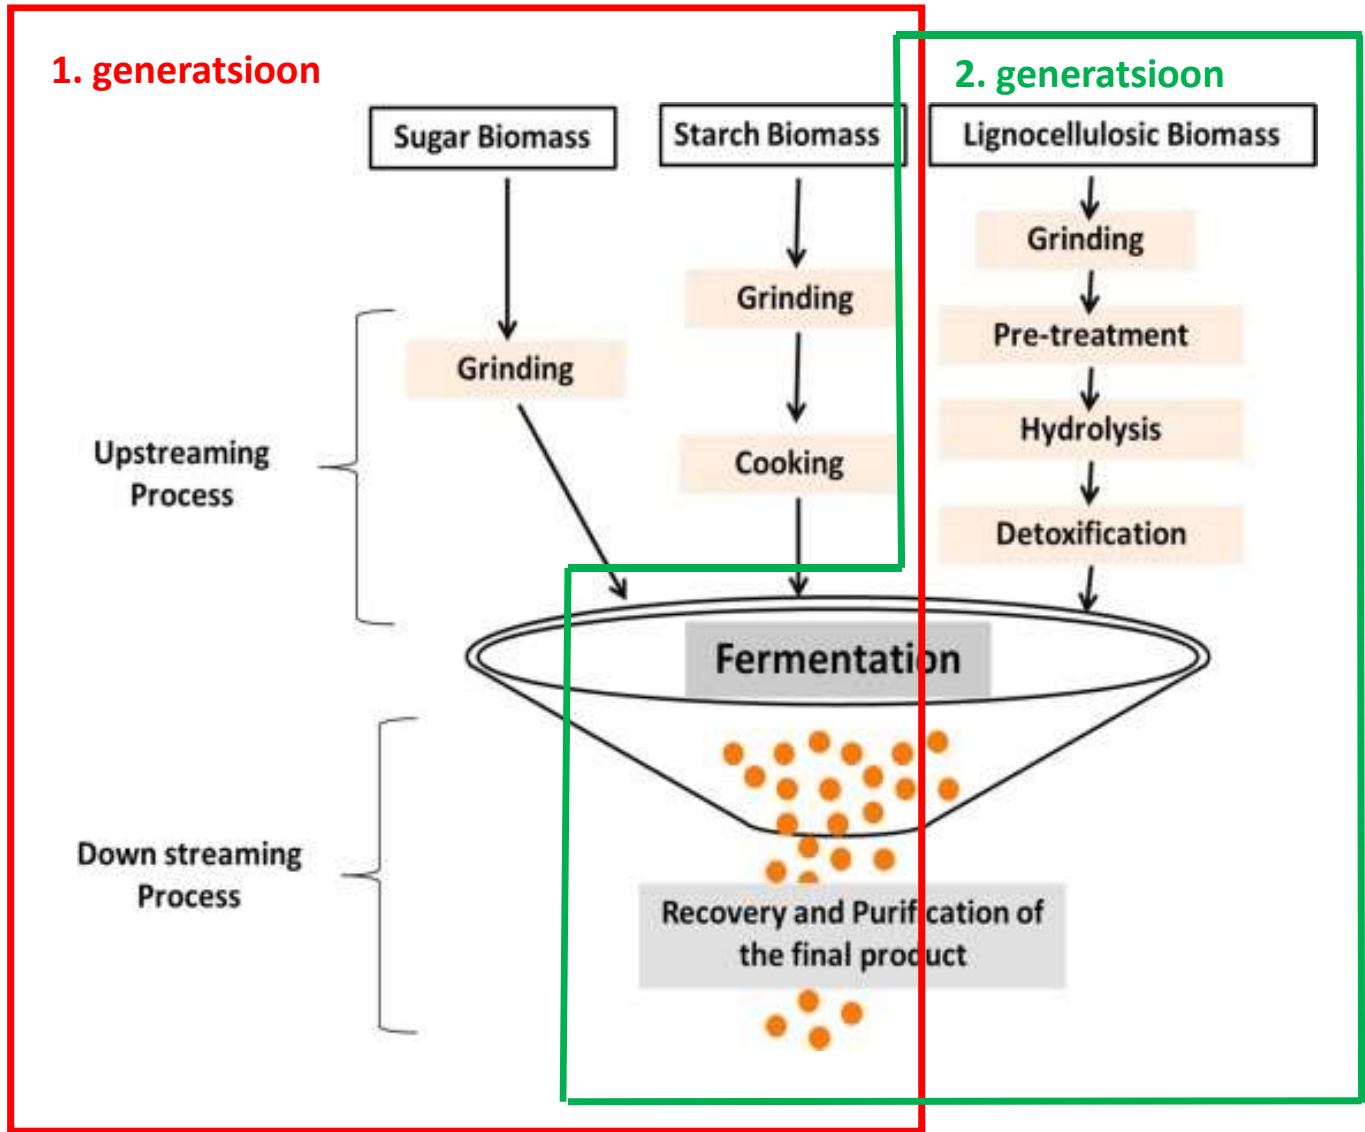 1. generatsioon
2. generatsioon
Sugar Biomass
Starch Biomass
Lignocellulosic Biomass
Grinding
Grinding
Grinding
Pre-treatment
Upstreaming
Process
Cooking
Hydrolysis
Detoxification
Fermentation
Down streaming
Process
Recovery and Purification of
the final product